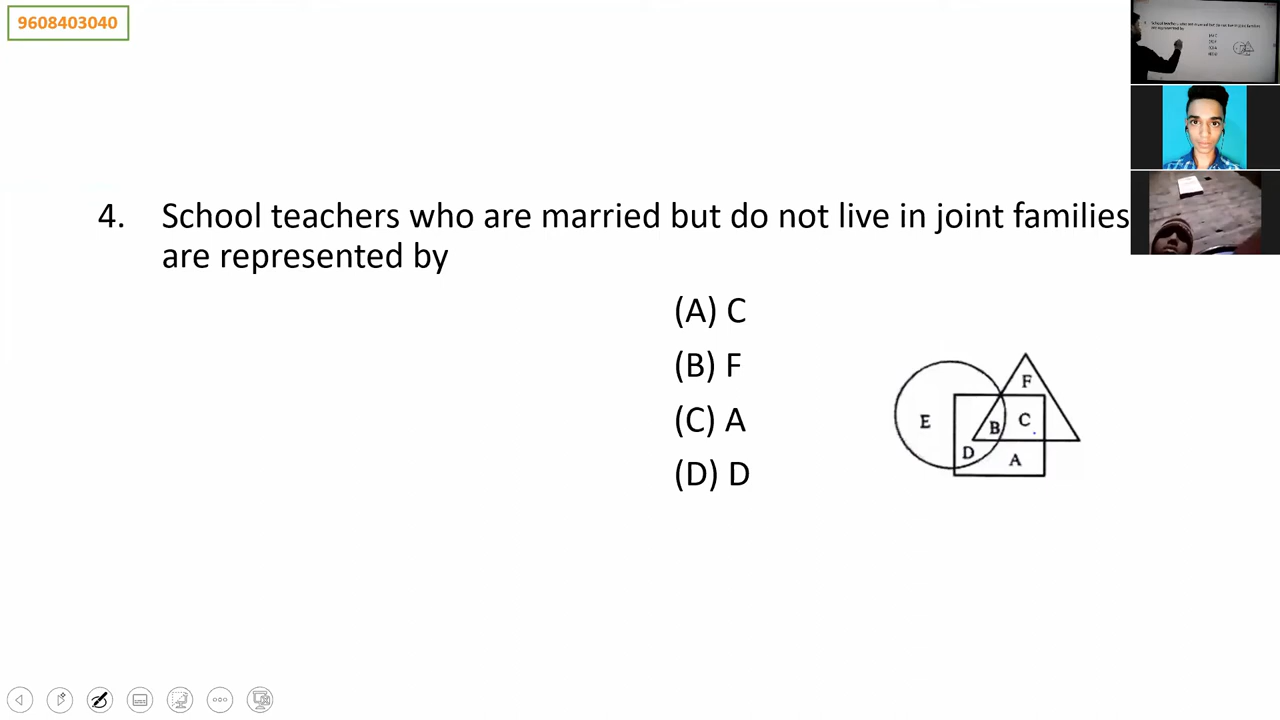 9608403040
4. School teachers who are married but do not live in joint families
are represented by
(A) C
(B) F
(C) A
(D) D
F
E
B
C
D
A